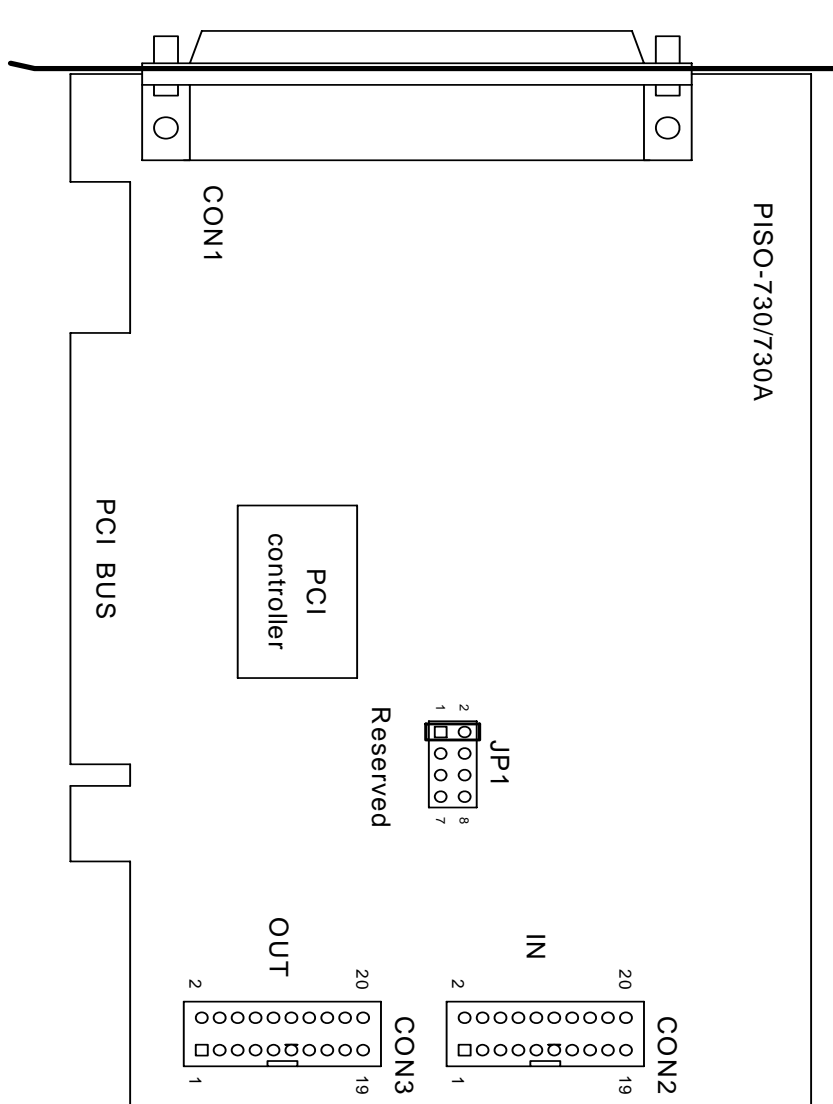 CON1
PISO-730/730A
PCI BUS
PCI
controller
1
2
JP1
Reserved
7
8
OUT
IN
2
20
2
20
CON3
CON2
1
19
1
19